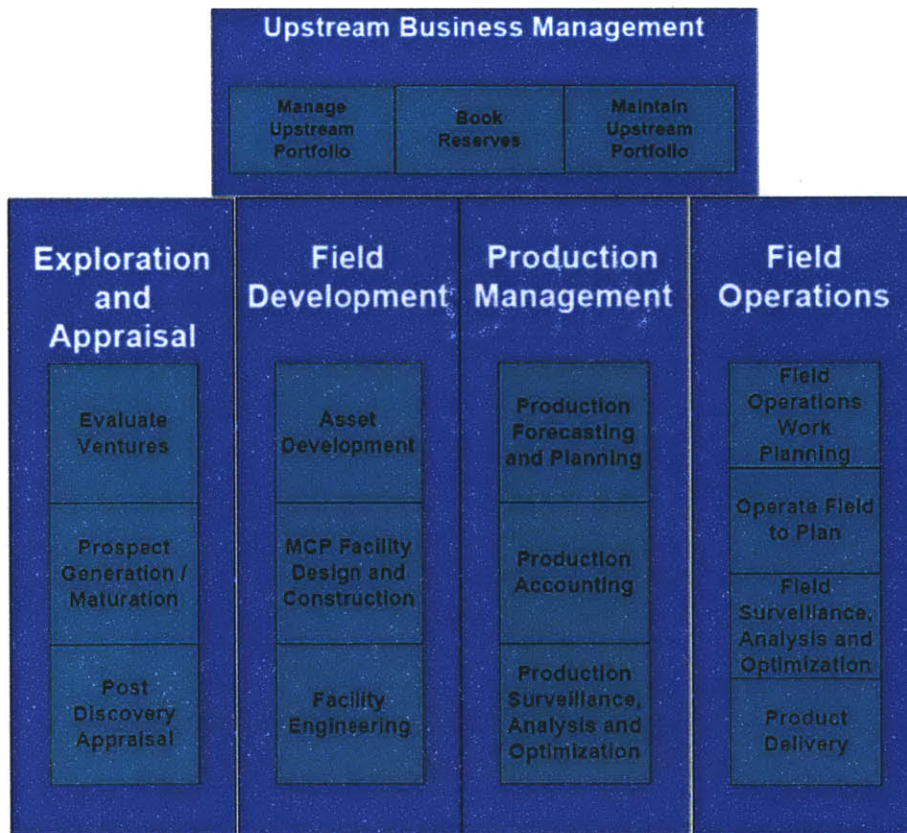 Upstream Business Management
Manage
Upstream
Portfolio
Book
Reserves
Maintain
Upstream
Portfolio
Exploration
and
Appraisal
Evaluate
Ventures
Prospect
Generation /
Maturation
Post
Discovery
Appraisal
Field
Development
Asset
Development
MCP Facility
Design and
Construction
Facility
Engineering
Production
Management
Production
Forecasting
and Planning
Production
Accounting
Production
Surveillance,
Analysis and
Optimization
Field
Operations
Field
Operations
Work
Planning
Operate Field
to Plan
Field
Surveillance,
Analysis and
Optimization
Product
Delivery